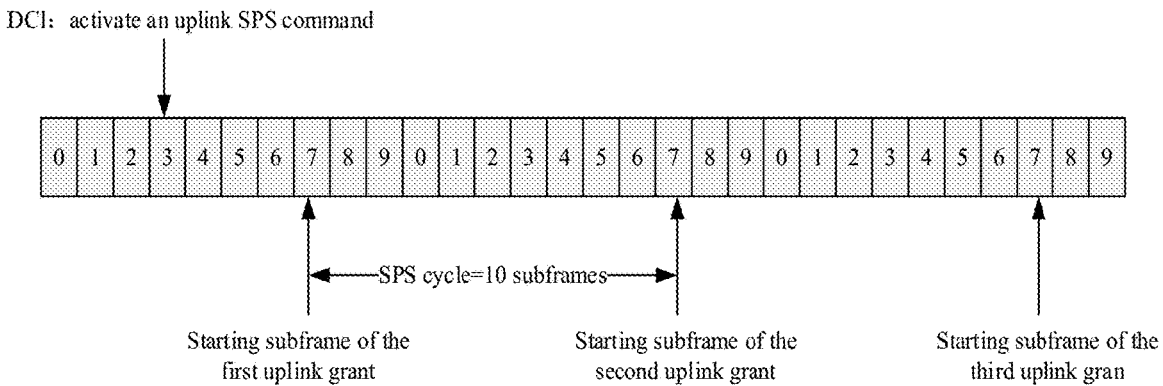 DCI: activate an uplink SPS command
0 1 2 3 4 5 6 7 8 9 0 1 2 3 4 5 6 7 8 9 0 1 2 3 4 5 6 7 8 9
SPS cycle=10 subframes
Starting subframe of the
first uplink grant
Starting subframe of the
second uplink grant
Starting subframe of the
third uplink gran